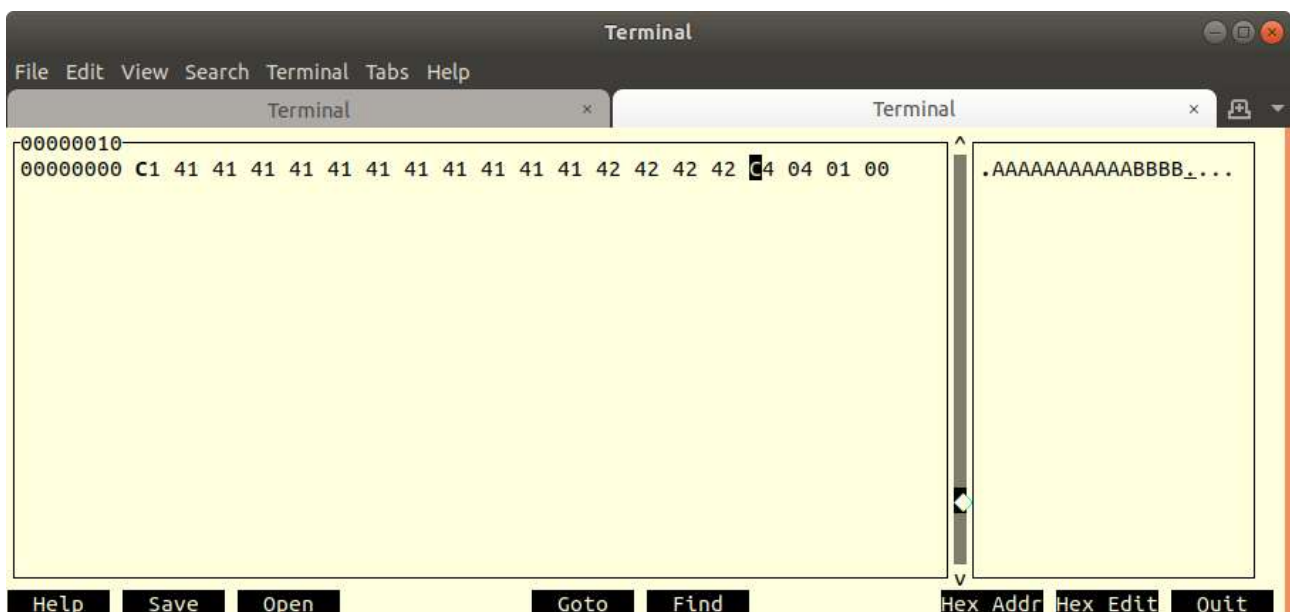 Terminal
File Edit View Search Terminal Tabs Help
Terminal × Terminal ×
00000010
00000000 C1 41 41 41 41 41 41 41 41 41 41 41 42 42 42 42 C4 04 01 00 .AAAAAAAAAAABBBB....
Help Save Open Goto Find Hex Addr Hex Edit Quit